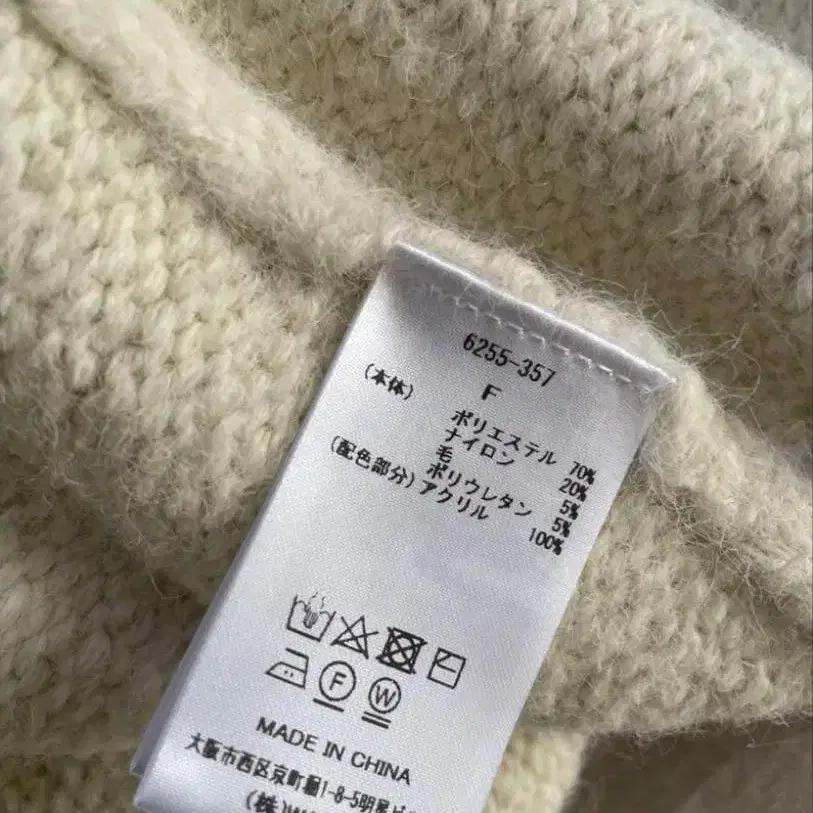 6255-357
F
(本体) ポリエステル 70%
ナイロン 20%
毛 5%
ポリウレタン 5%
(配色部分) アクリル 100%
F W
MADE IN CHINA
大阪市西区京町堀1-8-5明星ビ
(株)W